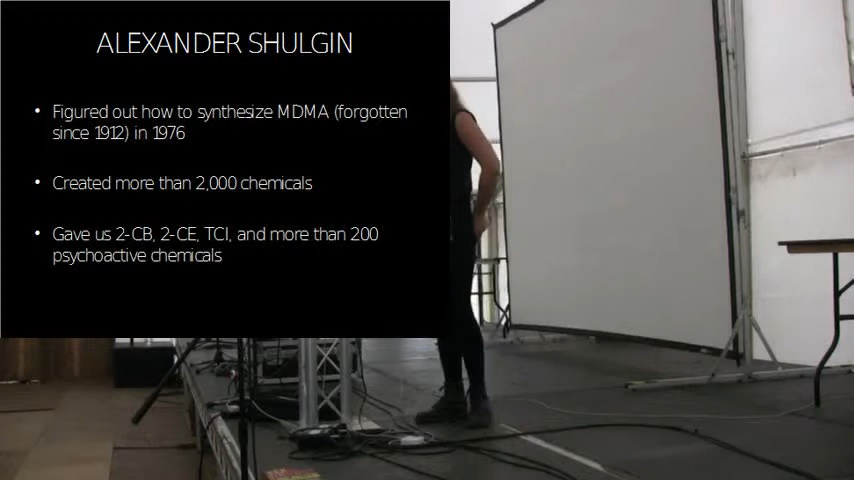 ALEXANDER SHULGIN
• Figured out how to synthesize MDMA (forgotten
since 1912) in 1976
• Created more than 2,000 chemicals
• Gave us 2-CB, 2-CE, TCI, and more than 200
psychoactive chemicals